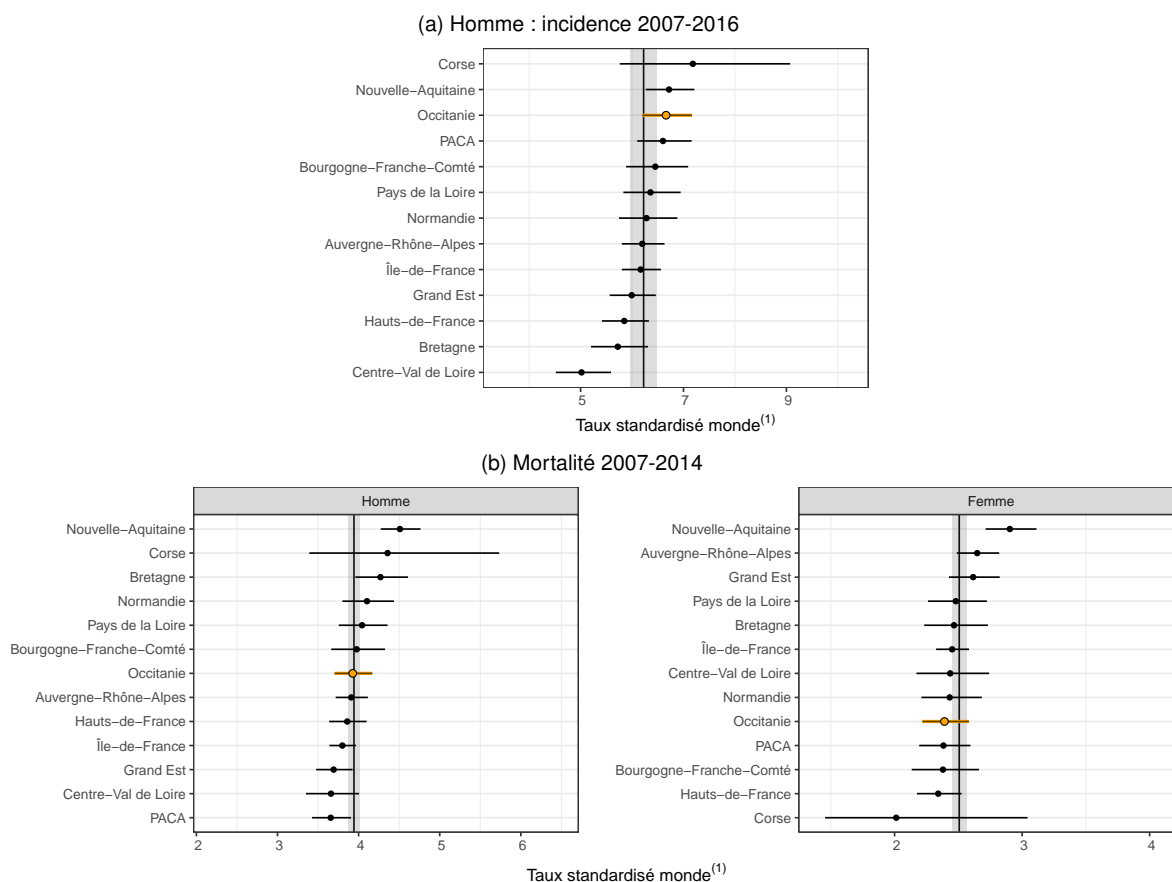 (a) Homme : incidence 2007-2016
Corse
Nouvelle−Aquitaine
Occitanie
PACA
Bourgogne−Franche−Comté
Pays de la Loire
Normandie
Auvergne−Rhône−Alpes
Île−de−France
Grand Est
Hauts−de−France
Bretagne
Centre−Val de Loire
5 7 9
Taux standardisé monde(1)
(b) Mortalité 2007-2014
Homme
Nouvelle−Aquitaine
Corse
Bretagne
Normandie
Pays de la Loire
Bourgogne−Franche−Comté
Occitanie
Auvergne−Rhône−Alpes
Hauts−de−France
Île−de−France
Grand Est
Centre−Val de Loire
PACA
2 3 4 5 6
Femme
Nouvelle−Aquitaine
Auvergne−Rhône−Alpes
Grand Est
Pays de la Loire
Bretagne
Île−de−France
Centre−Val de Loire
Normandie
Occitanie
PACA
Bourgogne−Franche−Comté
Hauts−de−France
Corse
2 3 4
Taux standardisé monde(1)